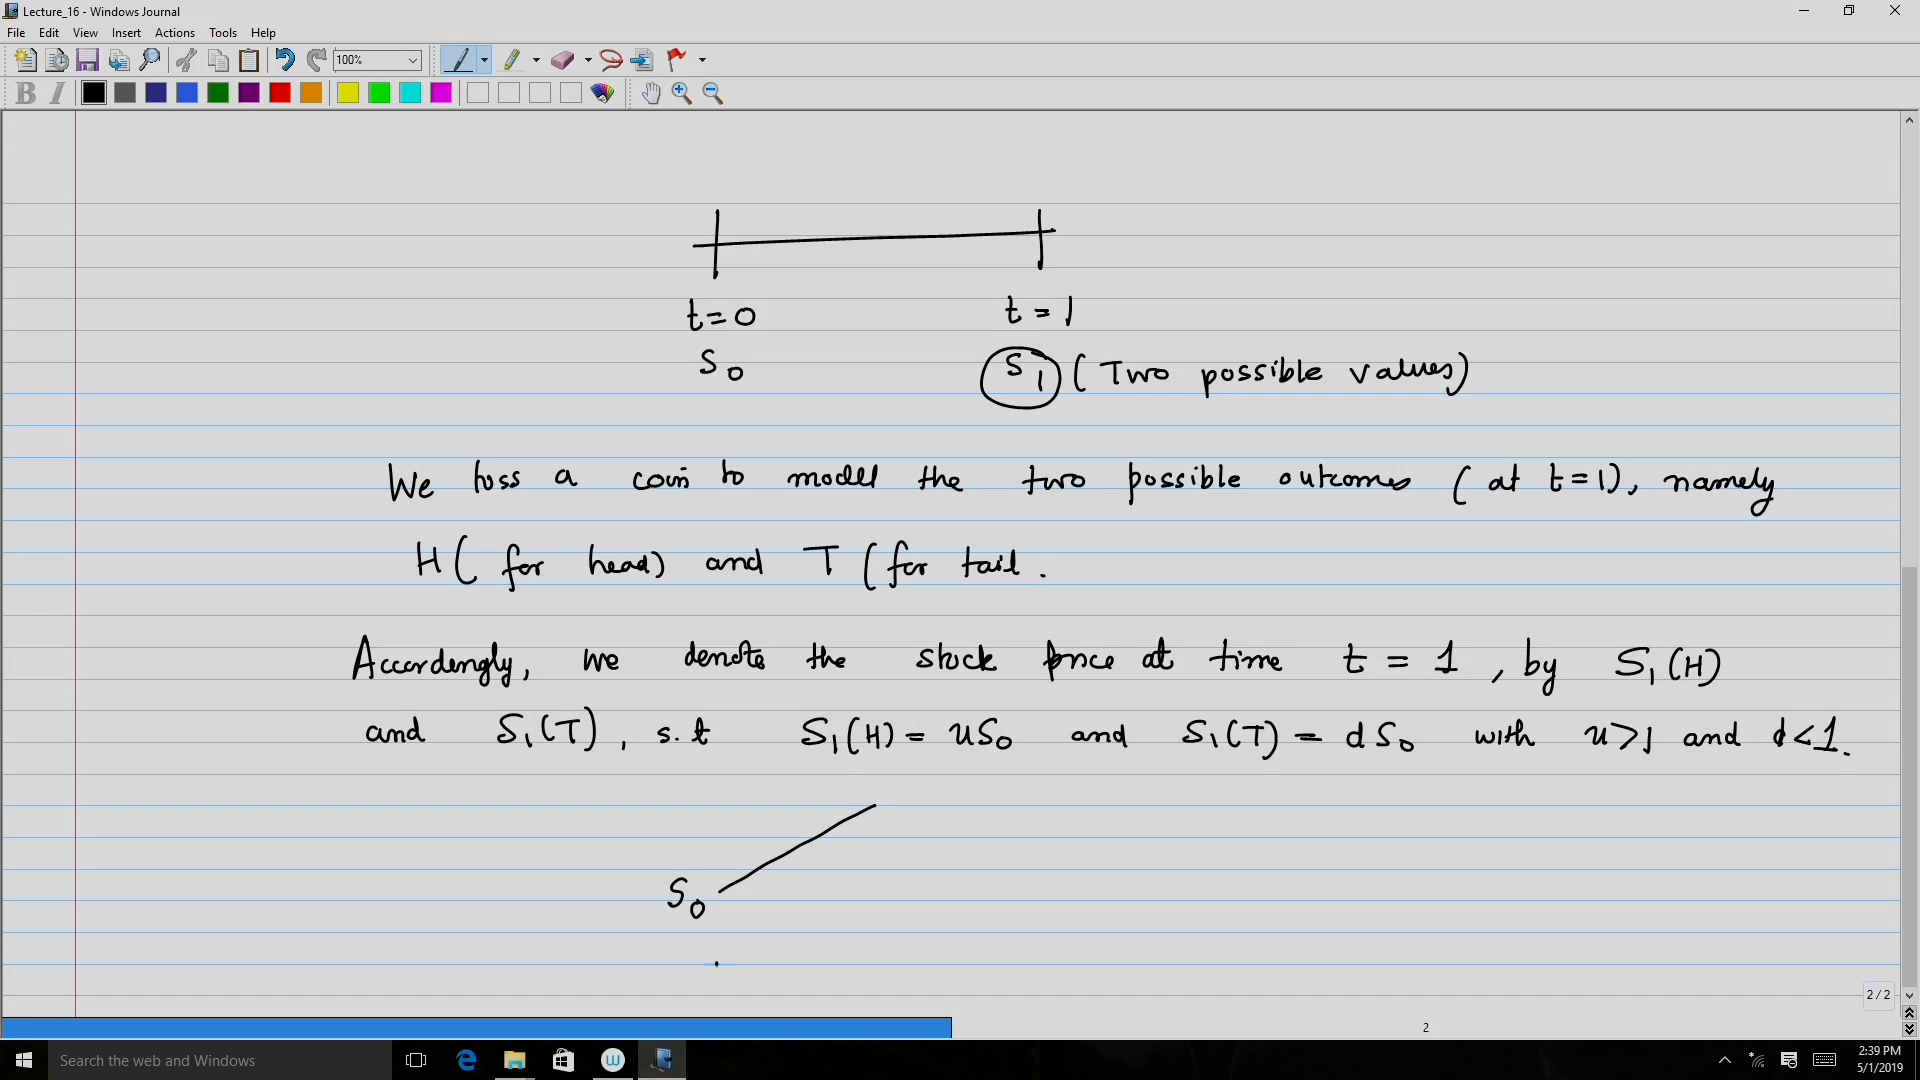 Lecture_16 - Windows Journal
File Edit View Insert Actions Tools Help
100%
B I
t=0 t = 1
S0 S1 (Two possible values)
We toss a coin to model the two possible outcomes (at t=1), namely
H (for head) and T (for tail.
Accordingly, we denote the stock price at time t = 1, by S1(H)
and S1(T), s.t S1(H) = uS0 and S1(T) = dS0 with u>1 and d<1.
S0
2 / 2
2
Search the web and Windows
2:39 PM
5/1/2019